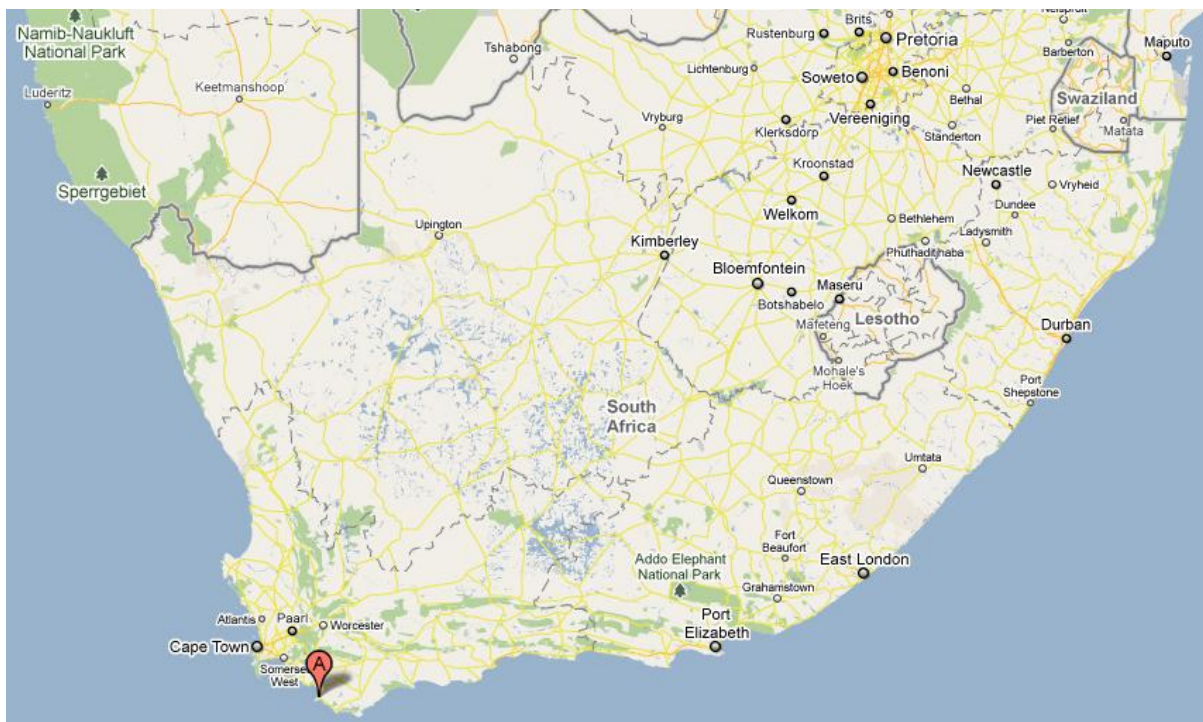 Namib-Naukluft
National Park
Luderitz
Keetmanshoop
Sperrgebiet
Tshabong
Rustenburg
Brits
Pretoria
Nelspruit
Barberton
Maputo
Lichtenburg
Soweto
Benoni
Bethal
Swaziland
Vryburg
Klerksdorp
Vereeniging
Standerton
Piet Retief
Matata
Kroonstad
Newcastle
Vryheid
Welkom
Bethlehem
Dundee
Ladysmith
Phuthaditjhaba
Upington
Kimberley
Bloemfontein
Botshabelo
Maseru
Lesotho
Mafeteng
Mohale's
Hoek
Durban
Port
Shepstone
South
Africa
Umtata
Queenstown
Fort
Beaufort
East London
Addo Elephant
National Park
Grahamstown
Port
Elizabeth
Atlantis
Paarl
Worcester
Cape Town
Somerset
West
A